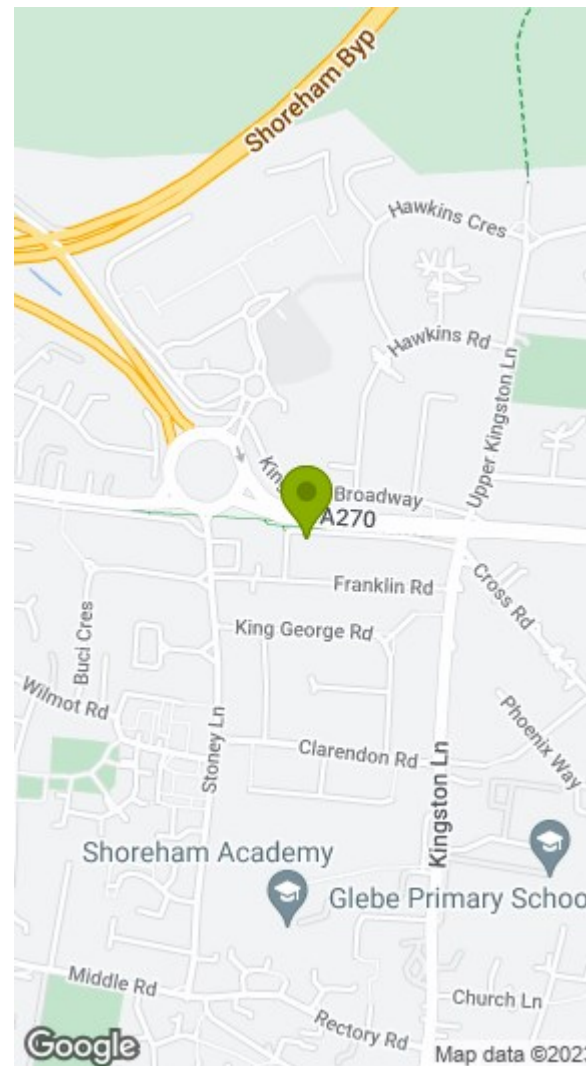 Shoreham Byp
Hawkins Cres
Hawkins Rd
Upper Kingston Ln
Broadway
A270
Franklin Rd
Cross Rd
King George Rd
Buci Cres
Wilmot Rd
Stoney Ln
Clarendon Rd
Phoenix Way
Kingston Ln
Shoreham Academy
Glebe Primary Schoo
Middle Rd
Church Ln
Rectory Rd
Google
Map data ©2023